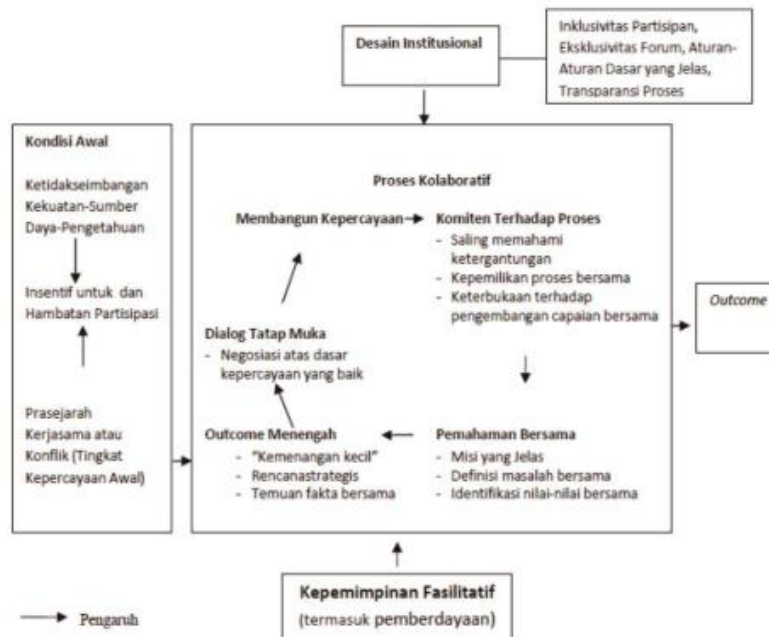 Desain Institusional
Inklusivitas Partisipan,
Eksklusivitas Forum, Aturan-
Aturan Dasar yang Jelas,
Transparansi Proses
Kondisi Awal
Ketidakseimbangan
Kekuatan-Sumber
Daya-Pengetahuan
Insentif untuk dan
Hambatan Partisipasi
Prasejarah
Kerjasama atau
Konflik (Tingkat
Kepercayaan Awal)
Proses Kolaboratif
Membangun Kepercayaan
Komiten Terhadap Proses
- Saling memahami
ketergantungan
- Kepemilikan proses bersama
- Keterbukaan terhadap
pengembangan capaian bersama
Dialog Tatap Muka
- Negosiasi atas dasar
kepercayaan yang baik
Outcome Menengah
- "Kemenangan kecil"
- Rencanastrategis
- Temuan fakta bersama
Pemahaman Bersama
- Misi yang Jelas
- Definisi masalah bersama
- Identifikasi nilai-nilai bersama
Outcome
Kepemimpinan Fasilitatif
(termasuk pemberdayaan)
Pengaruh